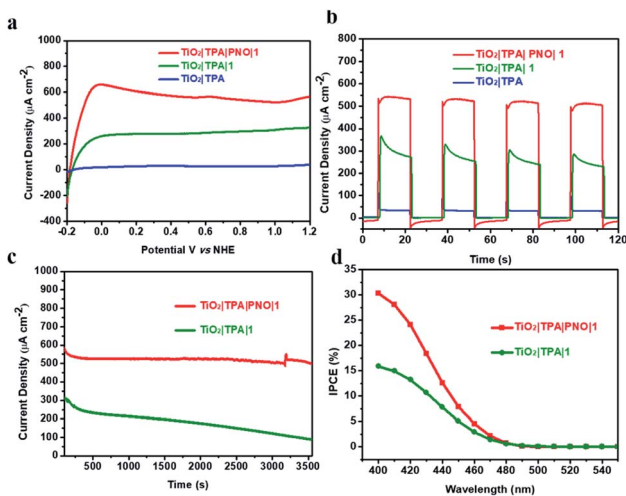 a
1000
800
600
400
200
0
-200
-400
-0.2 0.0 0.2 0.4 0.6 0.8 1.0 1.2
Current Density (μA cm⁻²)
Potential V vs NHE
TiO₂|TPA|PNO|1
TiO₂|TPA|1
TiO₂|TPA
b
1000
900
800
700
600
500
400
300
200
100
0
0 20 40 60 80 100 120
Current Density (μA cm⁻²)
Time (s)
TiO₂|TPA| PNO| 1
TiO₂|TPA| 1
TiO₂|TPA
c
1000
900
800
700
600
500
400
300
200
100
0
500 1000 1500 2000 2500 3000 3500
Current Density (μA cm⁻²)
Time (s)
TiO₂|TPA|PNO|1
TiO₂|TPA|1
d
35
30
25
20
15
10
5
0
400 420 440 460 480 500 520 540
IPCE (%)
Wavelength (nm)
TiO₂|TPA|PNO|1
TiO₂|TPA|1